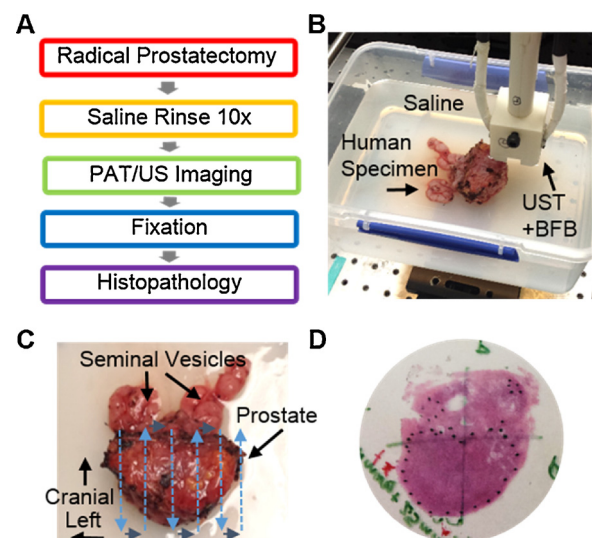 A
Radical Prostatectomy
Saline Rinse 10x
PAT/US Imaging
Fixation
Histopathology
B
Saline
Human
Specimen
UST
+BFB
C
Seminal Vesicles
Prostate
Cranial
Left
D